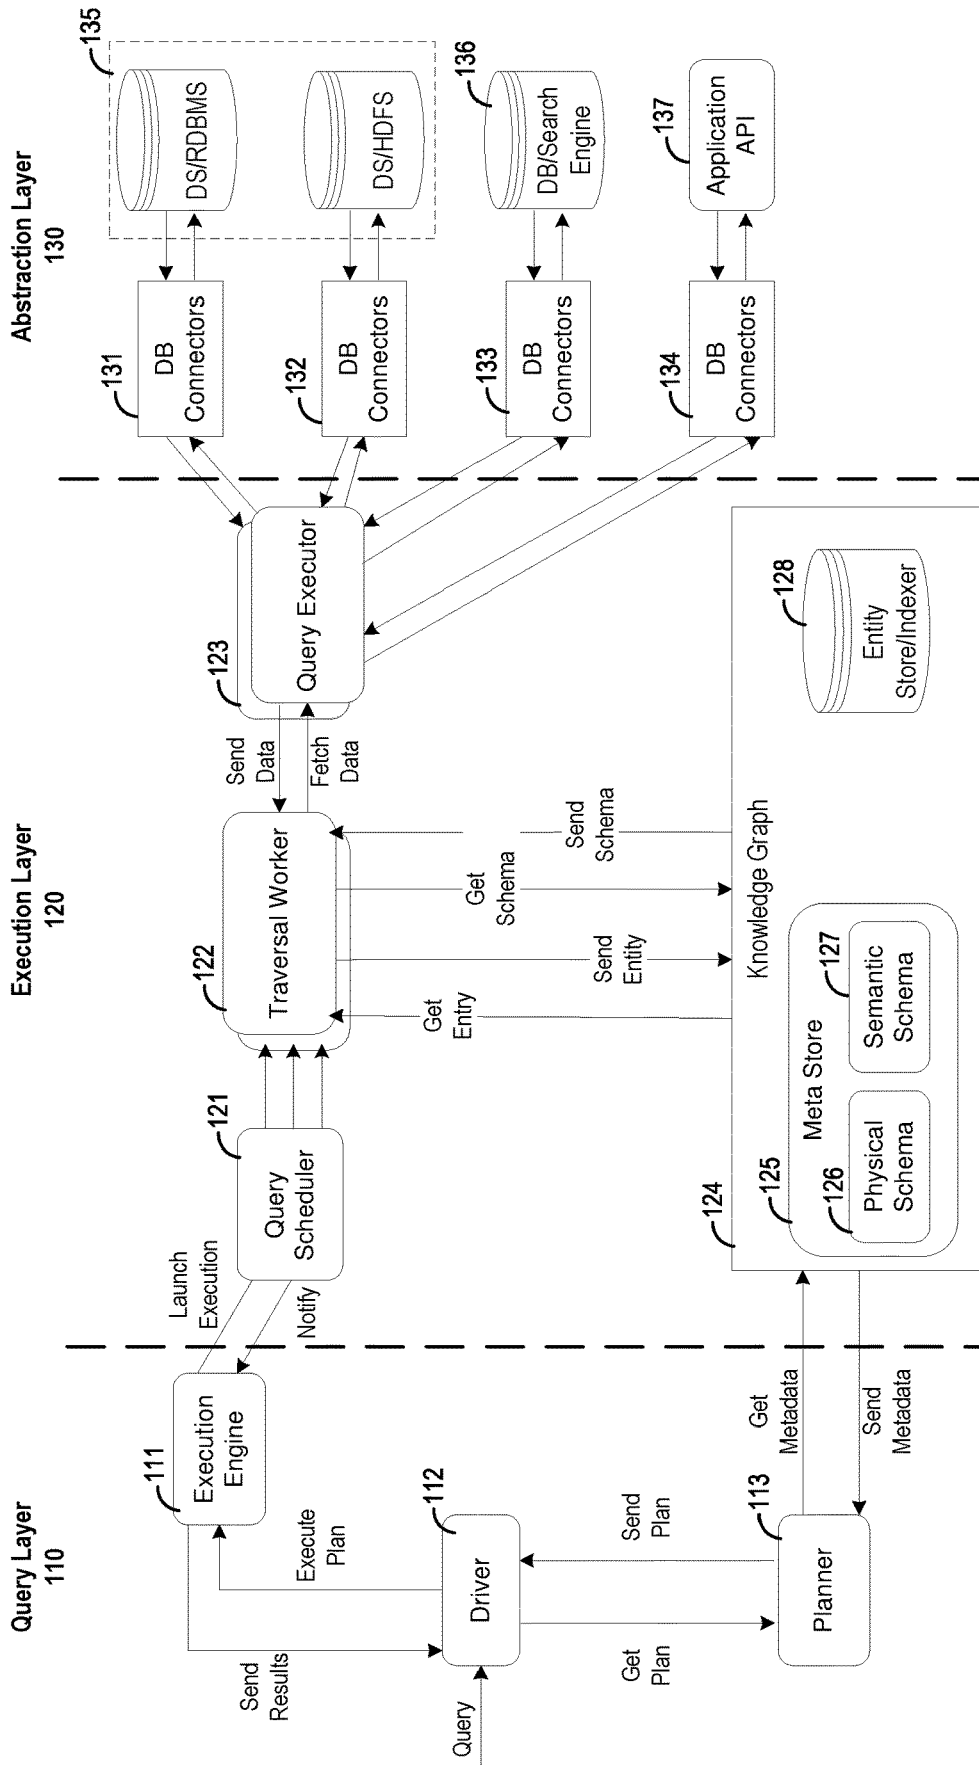 Query Layer
110
Execution Layer
120
Abstraction Layer
130
111
Execution
Engine
Launch
Execution
Notify
Send
Results
Execute
Plan
112
Driver
Query
Get
Plan
Send
Plan
113
Planner
Get
Metadata
Send
Metadata
121
Query
Scheduler
122
Traversal Worker
Send
Data
Fetch
Data
123
Query Executor
Get
Entry
Send
Entity
Get
Schema
Send
Schema
124
Knowledge Graph
125
Meta Store
126
Physical
Schema
127
Semantic
Schema
128
Entity
Store/Indexer
131
DB
Connectors
132
DB
Connectors
133
DB
Connectors
134
DB
Connectors
135
DS/RDBMS
DS/HDFS
136
DB/Search
Engine
137
Application
API